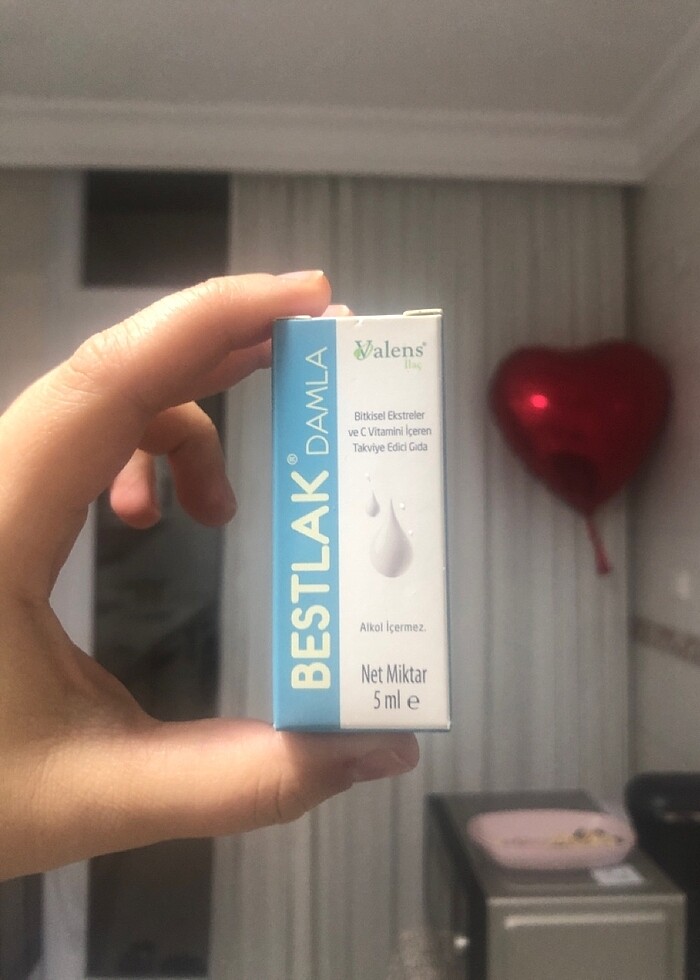 BESTLAK® DAMLA
Valens®
İlaç
Bitkisel Ekstreler
ve C Vitamini İçeren
Takviye Edici Gıda
Alkol İçermez.
Net Miktar
5 ml ℮